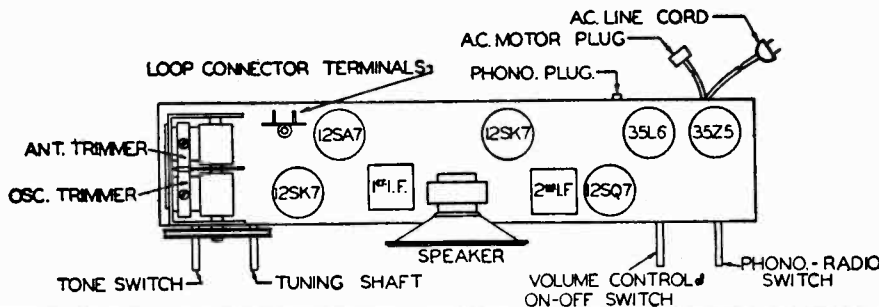 A.C. LINE CORD
A.C. MOTOR PLUG
LOOP CONNECTOR TERMINALS
PHONO. PLUG.
12SA7
12SK7
35L6
35Z5
ANT. TRIMMER
OSC. TRIMMER
12SK7
1ST I.F.
2ND I.F
12SQ7
SPEAKER
TONE SWITCH
TUNING SHAFT
VOLUME CONTROL &
ON-OFF SWITCH
PHONO.-RADIO
SWITCH